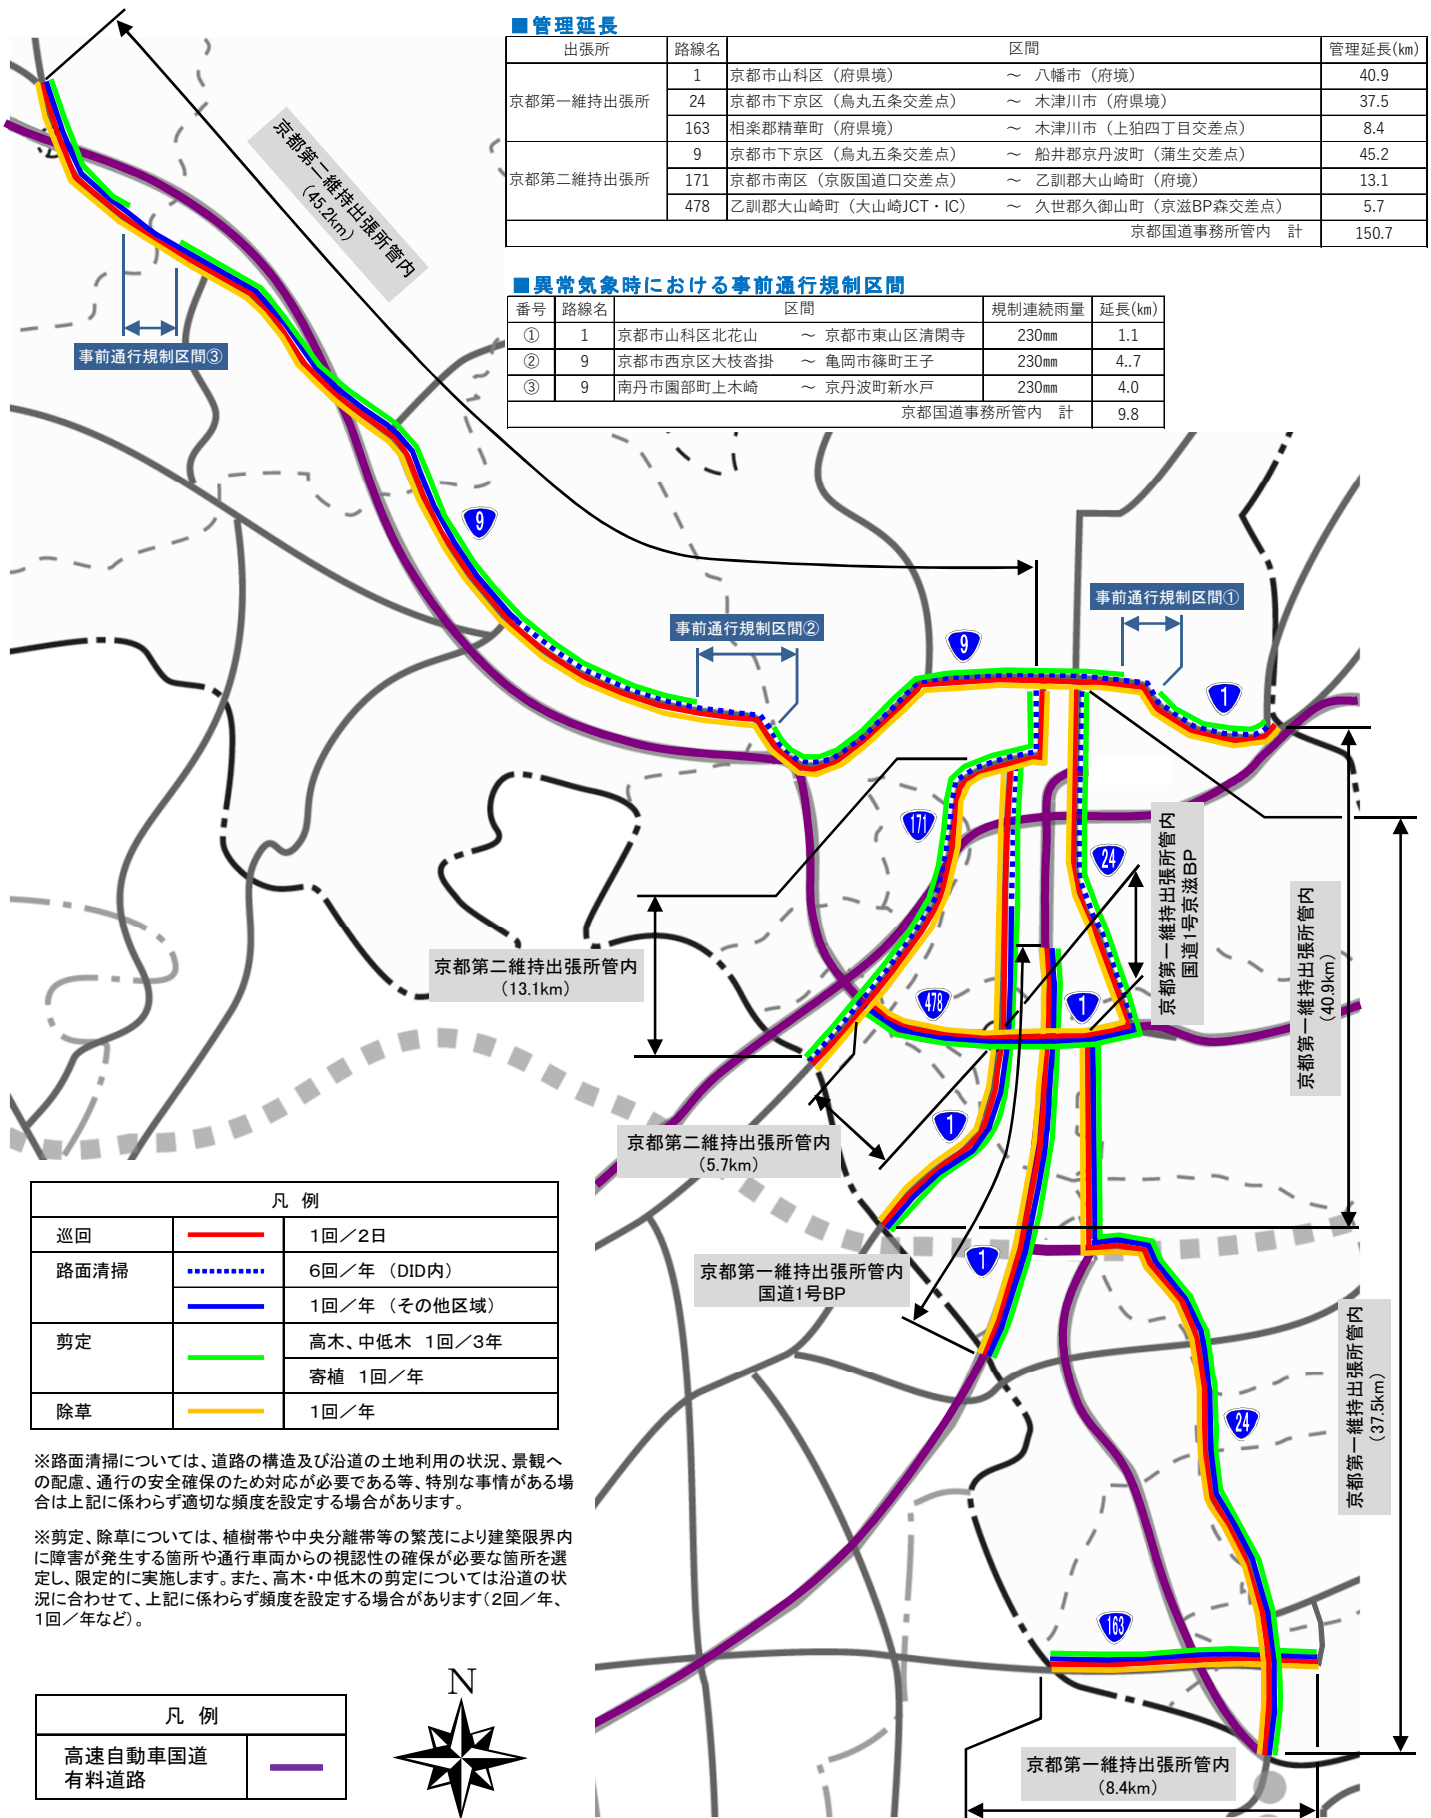 ■管理延長
出張所 路線名 区間 管理延長(㎞)
京都第一維持出張所 1 京都市山科区（府県境） ～ 八幡市（府境） 40.9
24 京都市下京区（烏丸五条交差点） ～ 木津川市（府県境） 37.5
163 相楽郡精華町（府県境） ～ 木津川市（上狛四丁目交差点） 8.4
京都第二維持出張所 9 京都市下京区（烏丸五条交差点） ～ 船井郡京丹波町（蒲生交差点） 45.2
171 京都市南区（京阪国道口交差点） ～ 乙訓郡大山崎町（府境） 13.1
478 乙訓郡大山崎町（大山崎JCT・IC） ～ 久世郡久御山町（京滋BP森交差点） 5.7
京都国道事務所管内　計 150.7
■異常気象時における事前通行規制区間
番号 路線名 区間 規制連続雨量 延長(㎞)
① 1 京都市山科区北花山 ～ 京都市東山区清閑寺 230㎜ 1.1
② 9 京都市西京区大枝沓掛 ～ 亀岡市篠町王子 230㎜ 4..7
③ 9 南丹市園部町上木崎 ～ 京丹波町新水戸 230㎜ 4.0
京都国道事務所管内　計 9.8
京都第二維持出張所管内
（45.2km）
事前通行規制区間③
9
事前通行規制区間②
事前通行規制区間①
9
1
171
24
京都第一維持出張所管内
国道1号京滋BP
京都第一維持出張所管内
（40.9km）
京都第二維持出張所管内
（13.1km）
478
1
1
京都第二維持出張所管内
（5.7km）
京都第一維持出張所管内
国道1号BP
1
京都第一維持出張所管内
（37.5km）
24
163
京都第一維持出張所管内
（8.4km）
凡 例
巡回 1回／2日
路面清掃 6回／年 （DID内）
1回／年 （その他区域）
剪定 高木、中低木 1回／3年
寄植 1回／年
除草 1回／年
※路面清掃については、道路の構造及び沿道の土地利用の状況、景観へ
の配慮、通行の安全確保のため対応が必要である等、特別な事情がある場
合は上記に係わらず適切な頻度を設定する場合があります。
※剪定、除草については、植樹帯や中央分離帯等の繁茂により建築限界内
に障害が発生する箇所や通行車両からの視認性の確保が必要な箇所を選
定し、限定的に実施します。また、高木・中低木の剪定については沿道の状
況に合わせて、上記に係わらず頻度を設定する場合があります（2回／年、
1回／年など）。
凡 例
高速自動車国道
有料道路
N